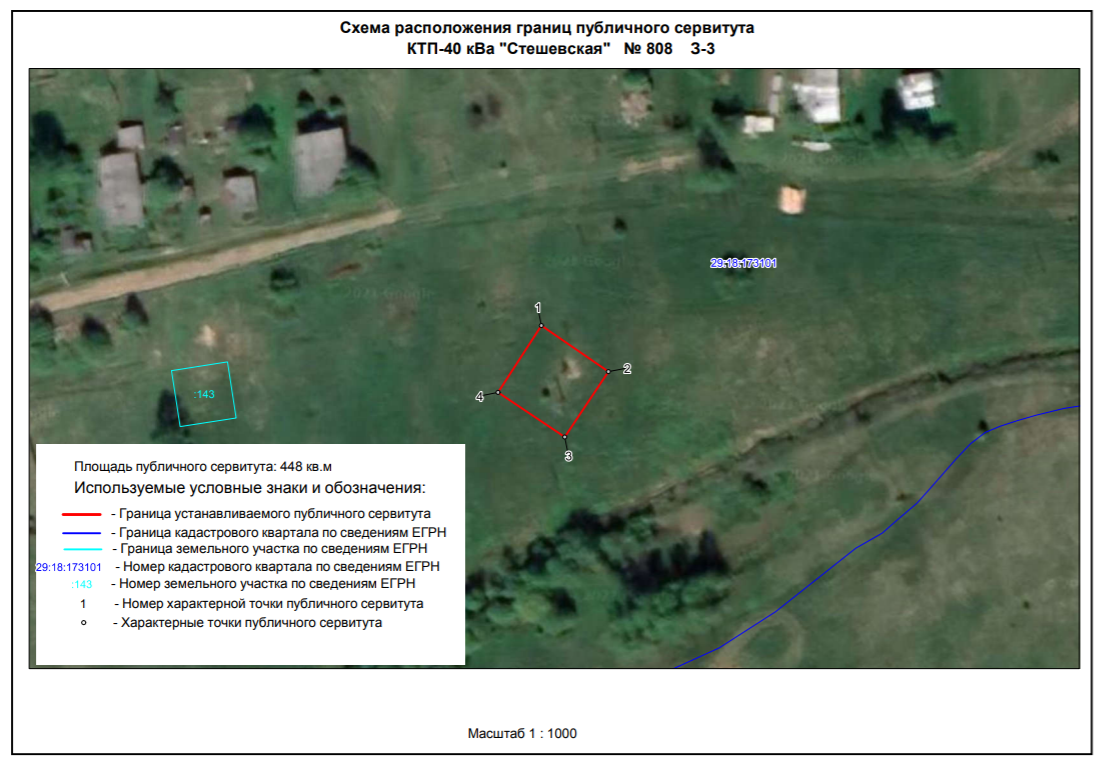 Схема расположения границ публичного сервитута
КТП-40 кВа "Стешевская" № 808 З-3
29:18:173101
1
2
4
3
:143
Площадь публичного сервитута: 448 кв.м
Используемые условные знаки и обозначения:
- Граница устанавливаемого публичного сервитута
- Граница кадастрового квартала по сведениям ЕГРН
- Граница земельного участка по сведениям ЕГРН
29:18:173101 - Номер кадастрового квартала по сведениям ЕГРН
:143 - Номер земельного участка по сведениям ЕГРН
1 - Номер характерной точки публичного сервитута
- Характерные точки публичного сервитута
Масштаб 1 : 1000